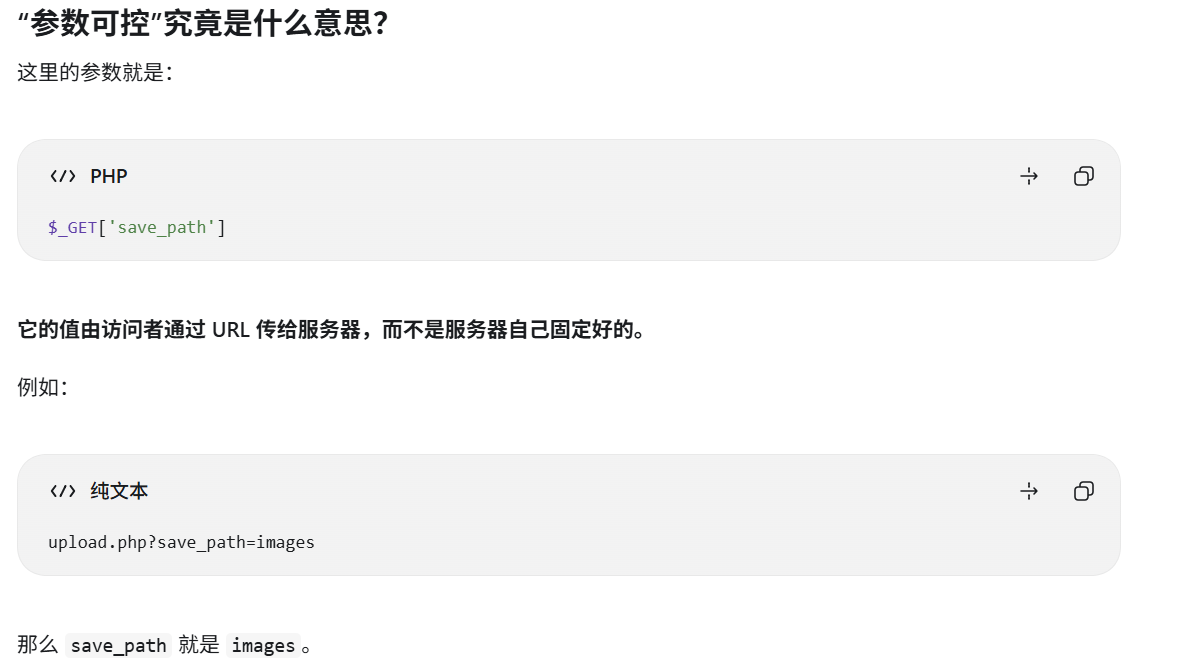 “参数可控”究竟是什么意思?
这里的参数就是:
PHP
$_GET['save_path']
它的值由访问者通过 URL 传给服务器，而不是服务器自己固定好的。
例如:
纯文本
upload.php?save_path=images
那么 save_path 就是 images 。